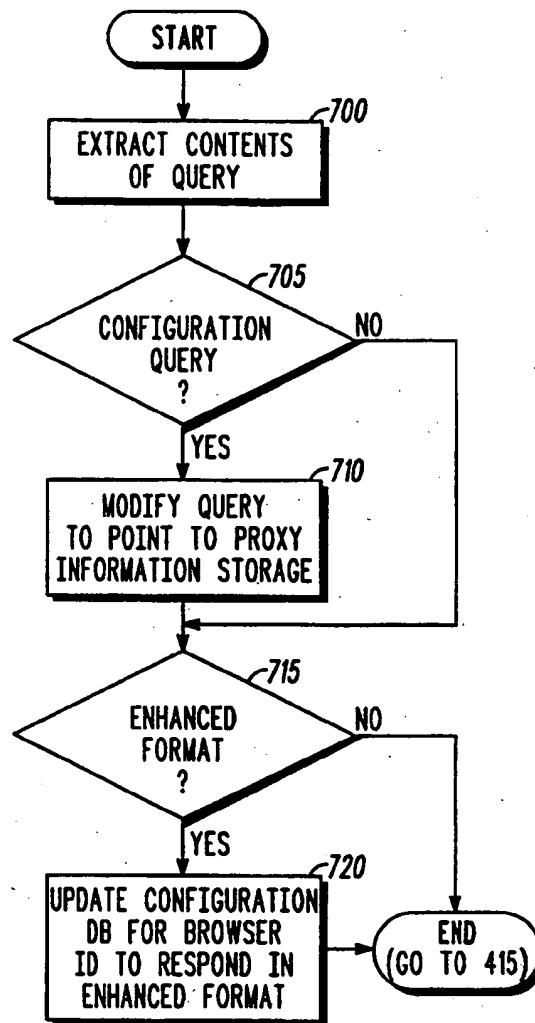 START
700
EXTRACT CONTENTS
OF QUERY
705
CONFIGURATION
QUERY
?
NO
YES
710
MODIFY QUERY
TO POINT TO PROXY
INFORMATION STORAGE
715
ENHANCED
FORMAT
?
NO
YES
720
UPDATE CONFIGURATION
DB FOR BROWSER
ID TO RESPOND IN
ENHANCED FORMAT
END
(GO TO 415)